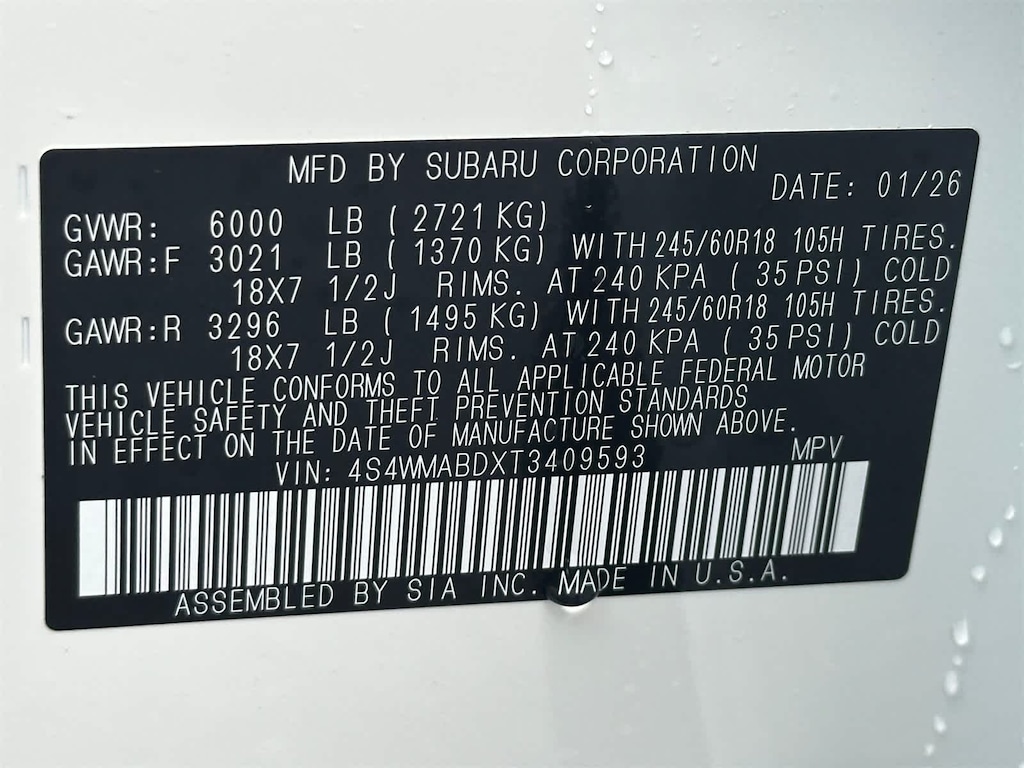 MFD BY SUBARU CORPORATION
DATE: 01/26
GVWR: 6000 LB ( 2721 KG)
GAWR:F 3021 LB ( 1370 KG) WITH 245/60R18 105H TIRES.
18X7 1/2J RIMS. AT 240 KPA ( 35 PSI) COLD
GAWR:R 3296 LB ( 1495 KG) WITH 245/60R18 105H TIRES.
18X7 1/2J RIMS. AT 240 KPA ( 35 PSI) COLD
THIS VEHICLE CONFORMS TO ALL APPLICABLE FEDERAL MOTOR
VEHICLE SAFETY AND THEFT PREVENTION STANDARDS
IN EFFECT ON THE DATE OF MANUFACTURE SHOWN ABOVE.
VIN: 4S4WMABDXT3409593 MPV
ASSEMBLED BY SIA INC. MADE IN U.S.A.